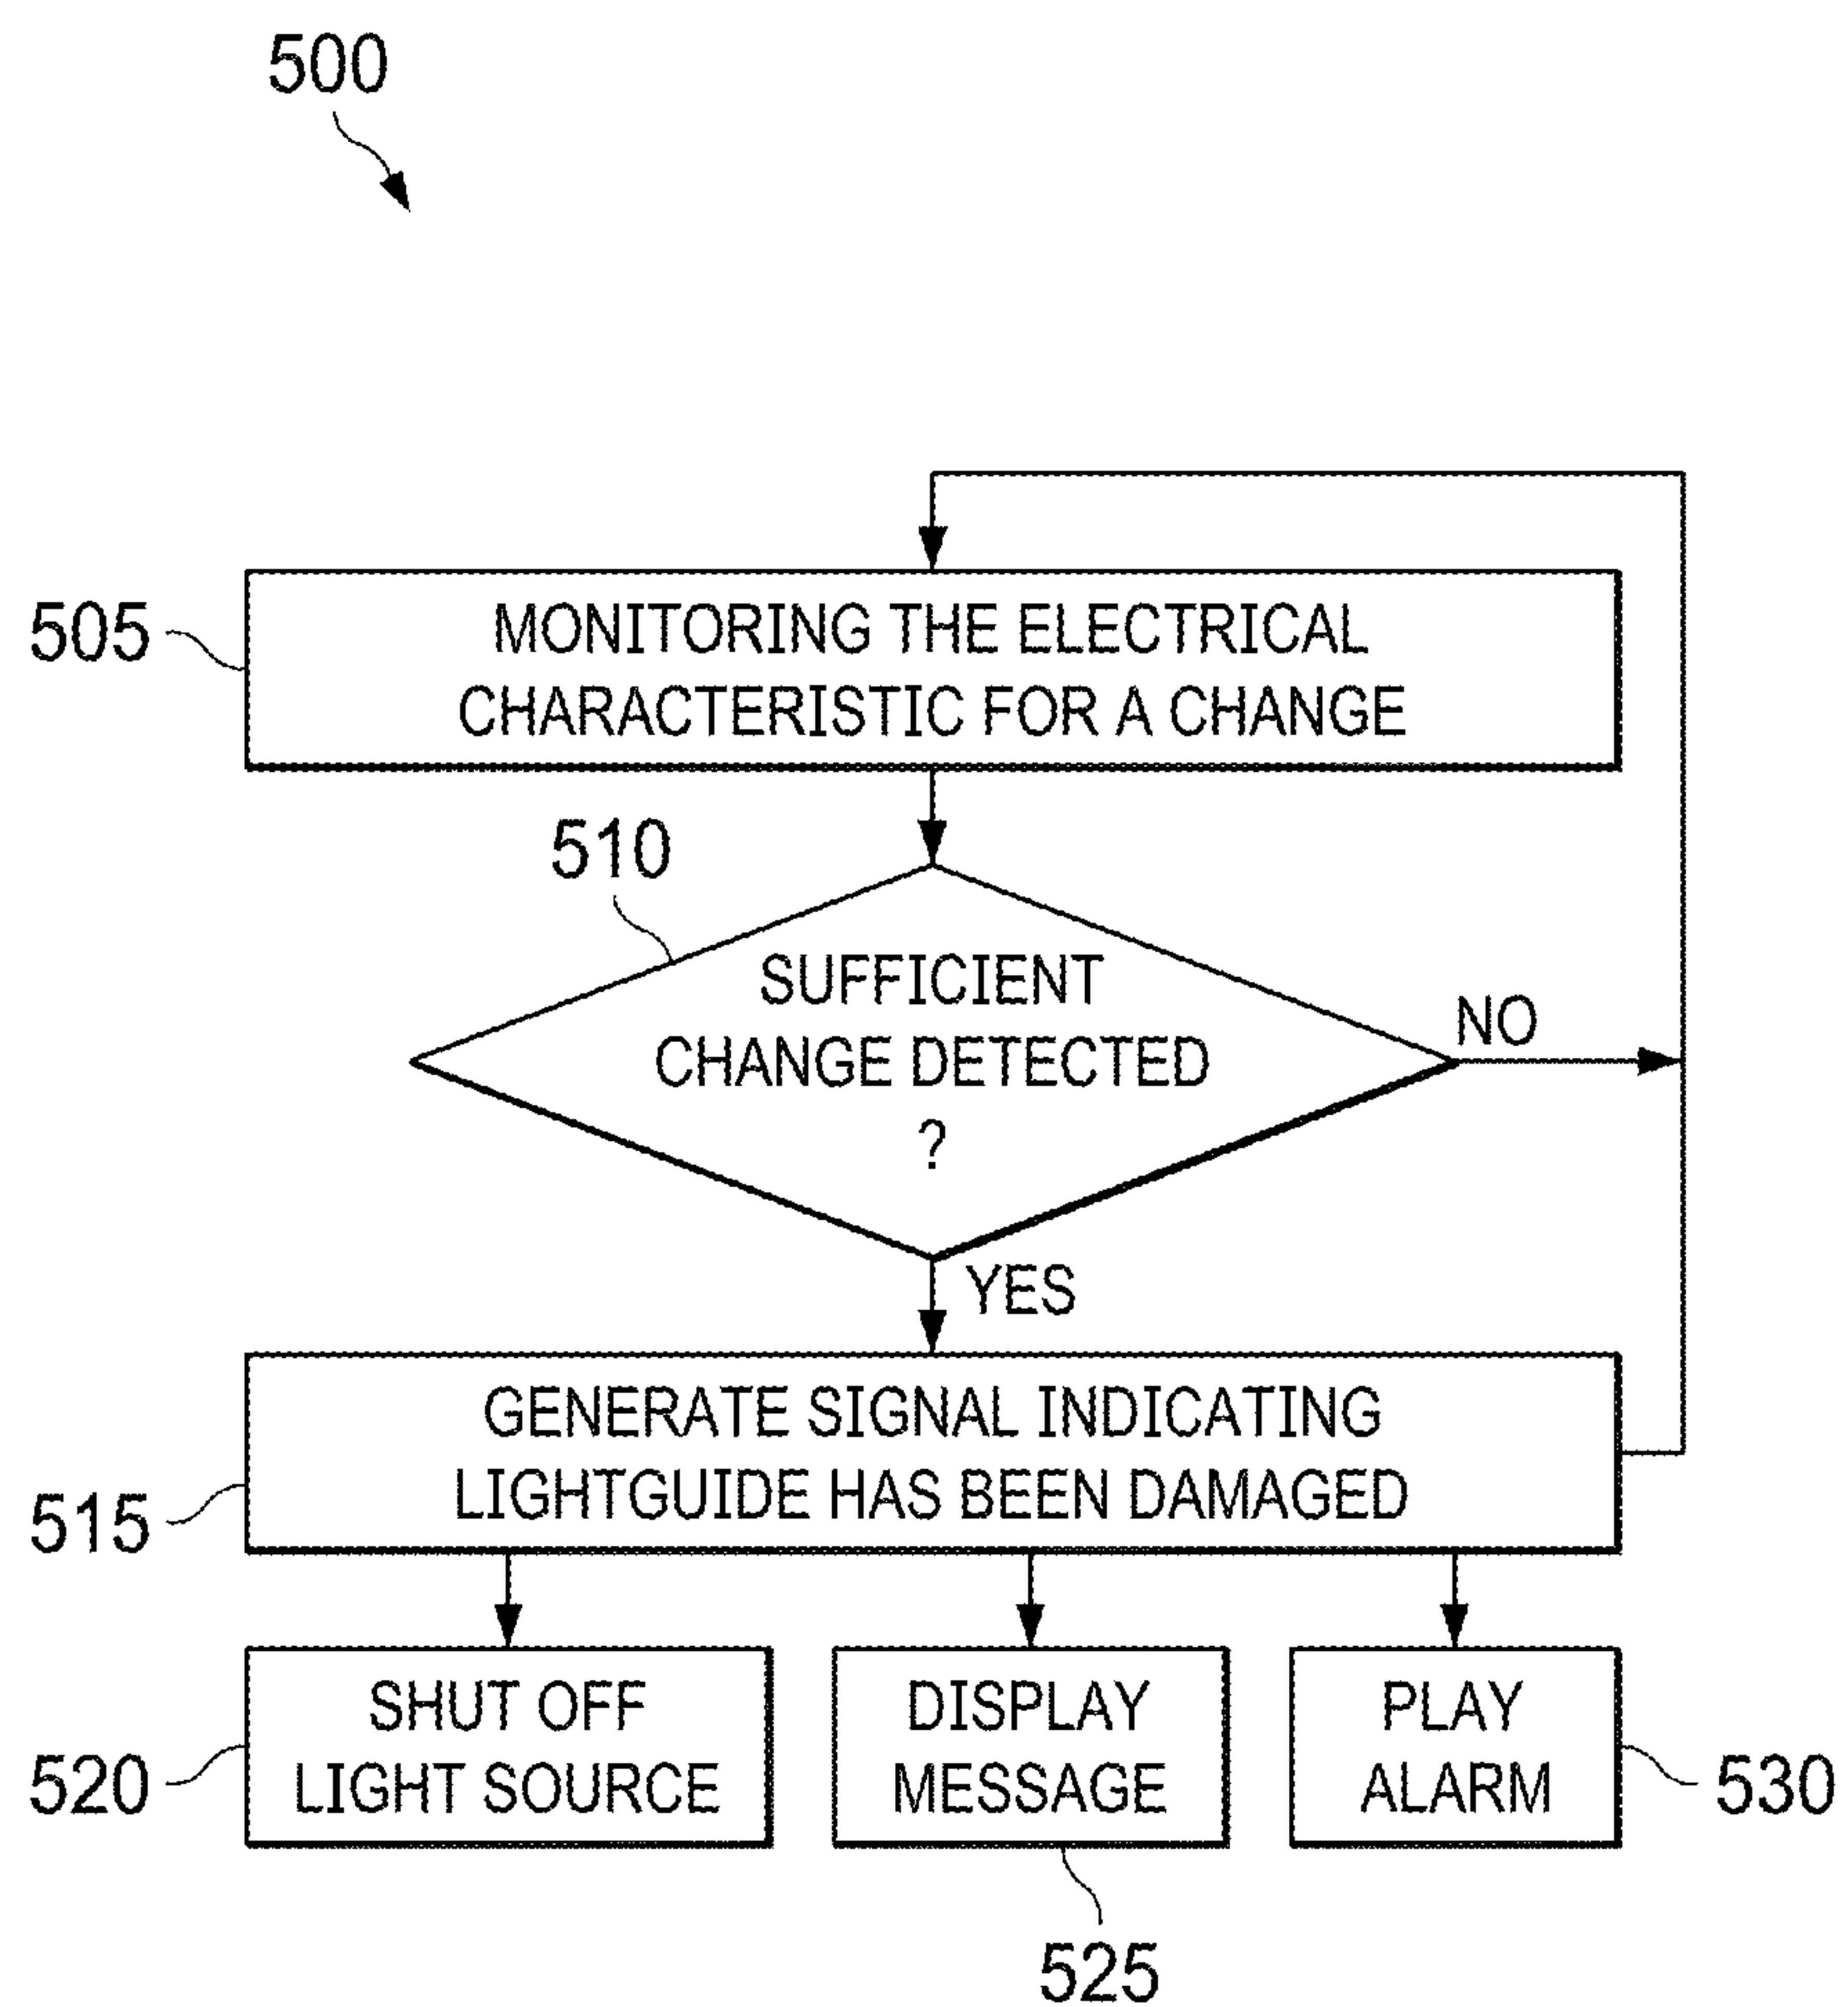 500
505
MONITORING THE ELECTRICAL
CHARACTERISTIC FOR A CHANGE
510
SUFFICIENT
CHANGE DETECTED
?
NO
YES
515
GENERATE SIGNAL INDICATING
LIGHTGUIDE HAS BEEN DAMAGED
520
SHUT OFF
LIGHT SOURCE
DISPLAY
MESSAGE
525
PLAY
ALARM
530